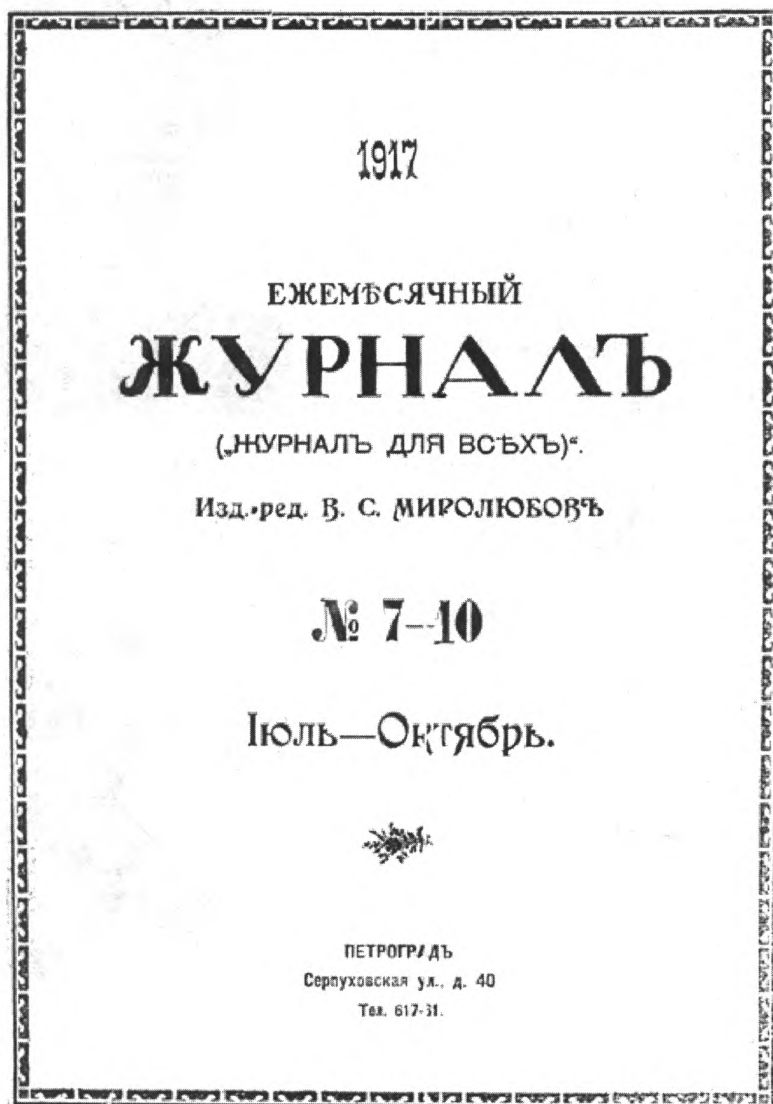 1917
ЕЖЕМѢСЯЧНЫЙ
ЖУРНАЛЪ
(„ЖУРНАЛЪ ДЛЯ ВСѢХЪ)“.
Изд.-ред. В. С. МИРОЛЮБОВЪ
№ 7—10
Іюль—Октябрь.
ПЕТРОГРАДЪ
Серпуховская ул., д. 40
Тел. 617-31.